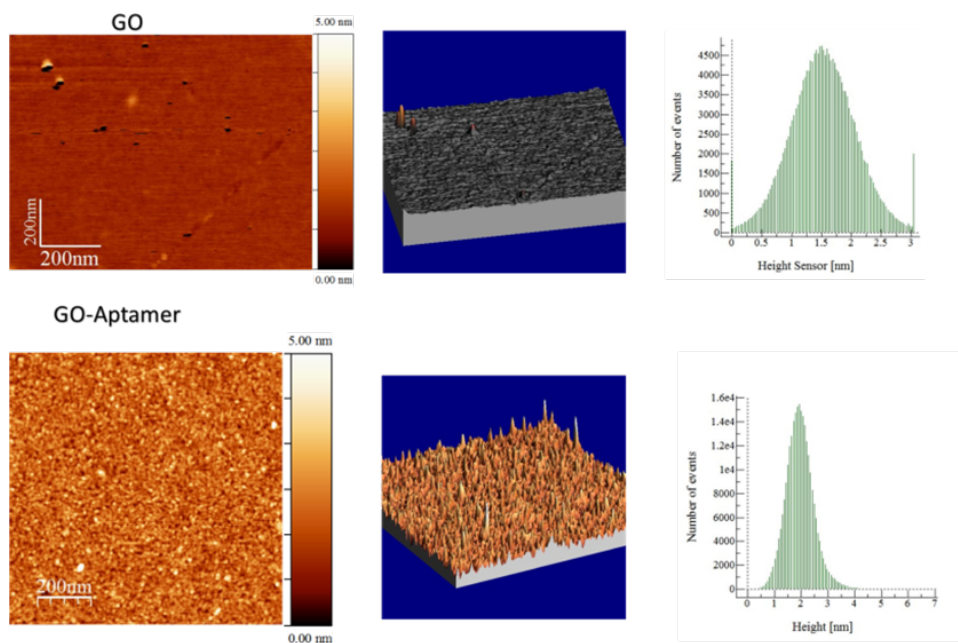 GO
5.00 nm
200nm
200nm
0.00 nm
4500
4000
3500
3000
2500
2000
1500
1000
500
0
Number of events
0
0.5
1
1.5
2
2.5
3
Height Sensor [nm]
GO-Aptamer
5.00 nm
200nm
0.00 nm
1.6e4
1.4e4
1.2e4
1e4
8000
6000
4000
2000
0
Number of events
0
1
2
3
4
5
6
7
Height [nm]